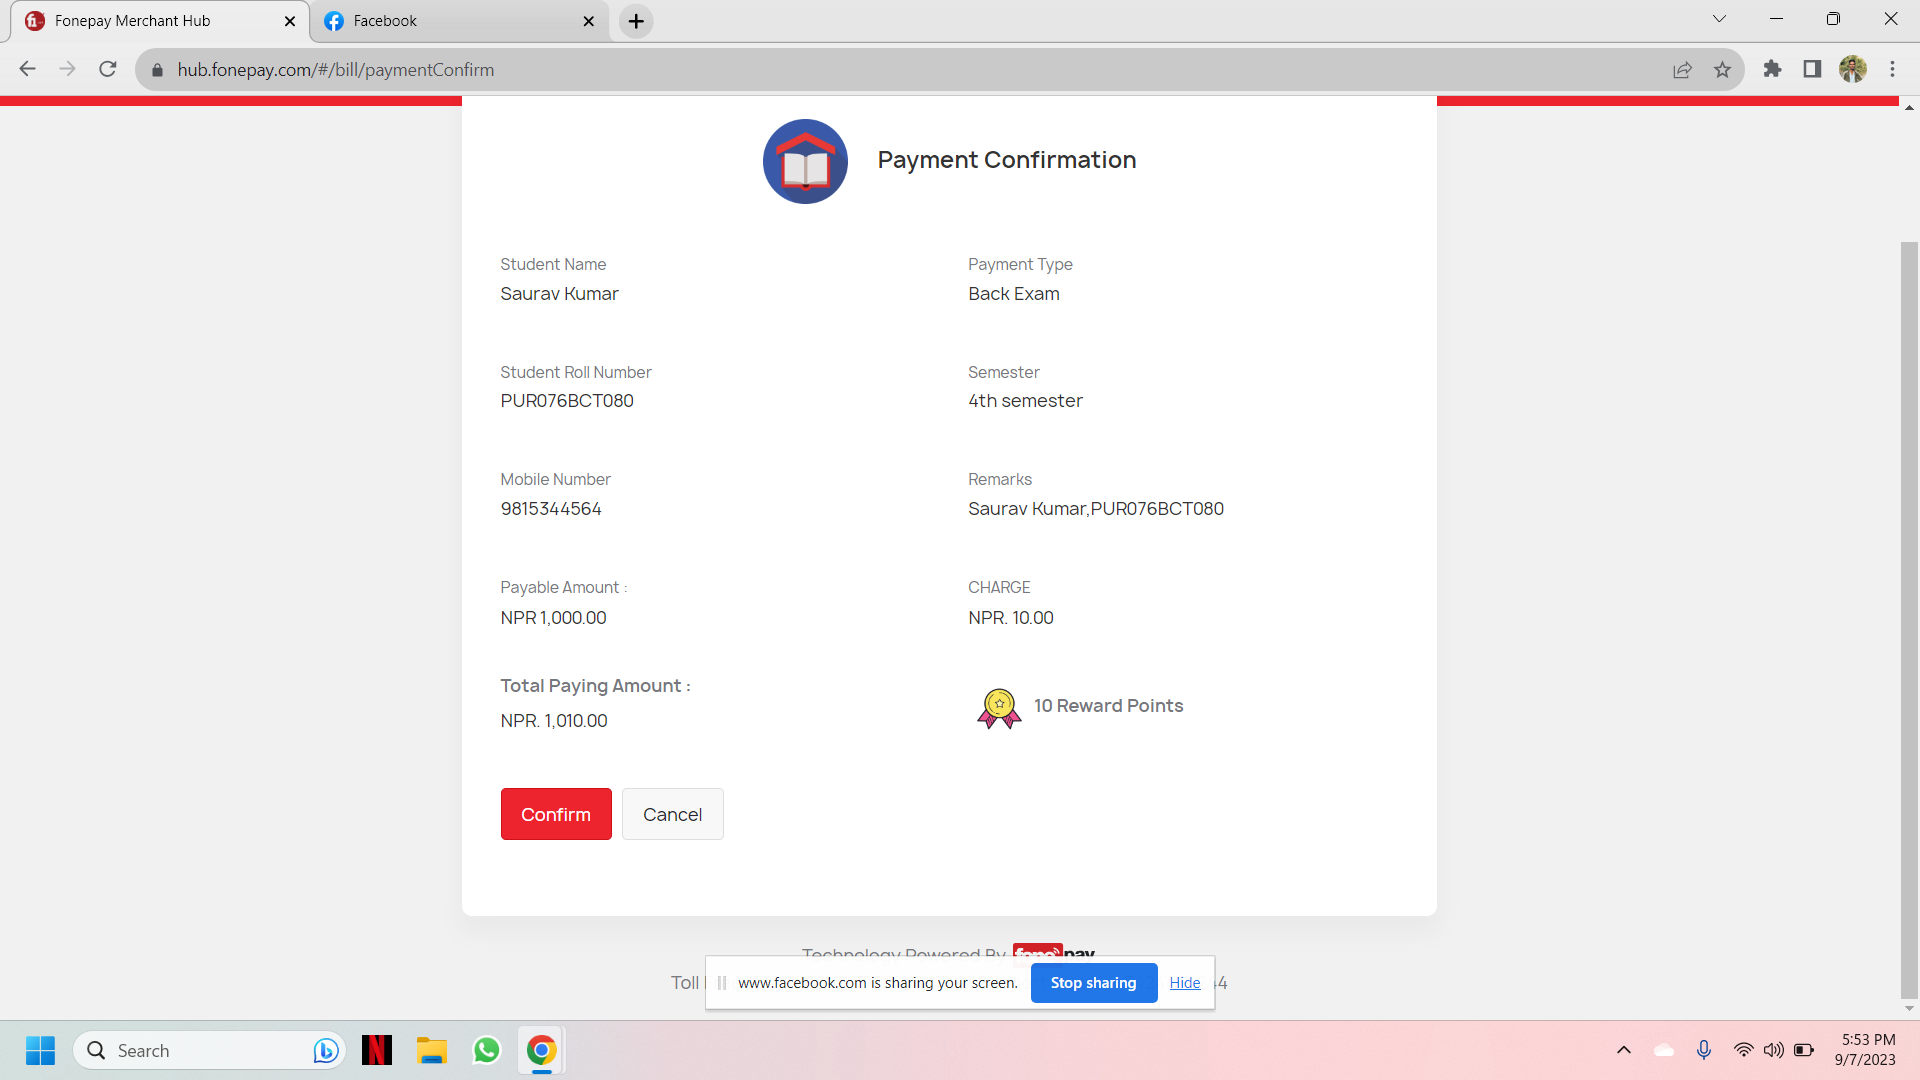 Fonepay Merchant Hub
Facebook
hub.fonepay.com/#/bill/paymentConfirm
Payment Confirmation
Student Name
Saurav Kumar
Payment Type
Back Exam
Student Roll Number
PUR076BCT080
Semester
4th semester
Mobile Number
9815344564
Remarks
Saurav Kumar,PUR076BCT080
Payable Amount :
NPR 1,000.00
CHARGE
NPR. 10.00
Total Paying Amount :
NPR. 1,010.00
10 Reward Points
Confirm
Cancel
Technology Powered By fonepay
Toll
www.facebook.com is sharing your screen.
Stop sharing
Hide
Search
5:53 PM
9/7/2023